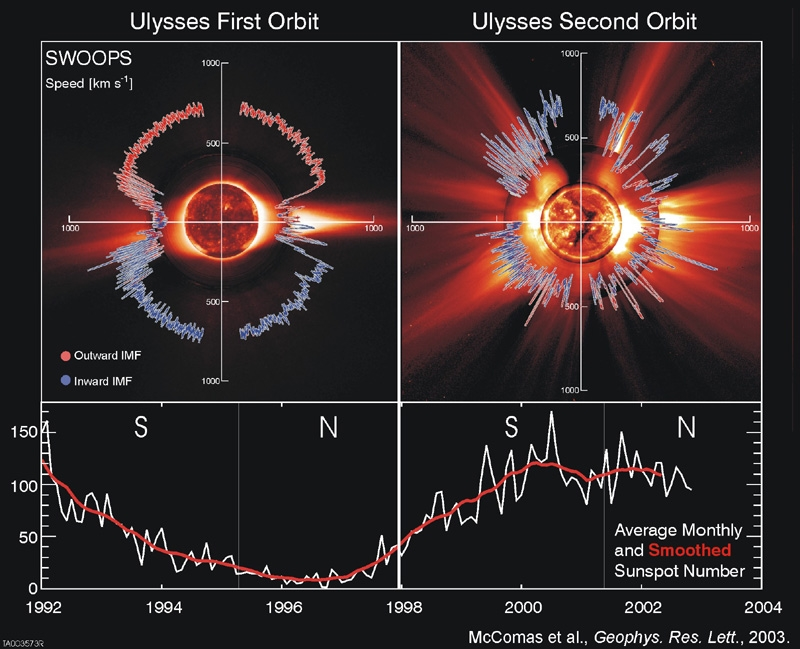 Ulysses First Orbit
Ulysses Second Orbit
SWOOPS
Speed [km s-1]
1000
500
1000
1000
500
1000
Outward IMF
Inward IMF
1000
500
1000
1000
500
1000
S
N
S
N
150
100
50
0
Average Monthly
and Smoothed
Sunspot Number
1992
1994
1996
1998
2000
2002
2004
McComas et al., Geophys. Res. Lett., 2003.
TA003573R